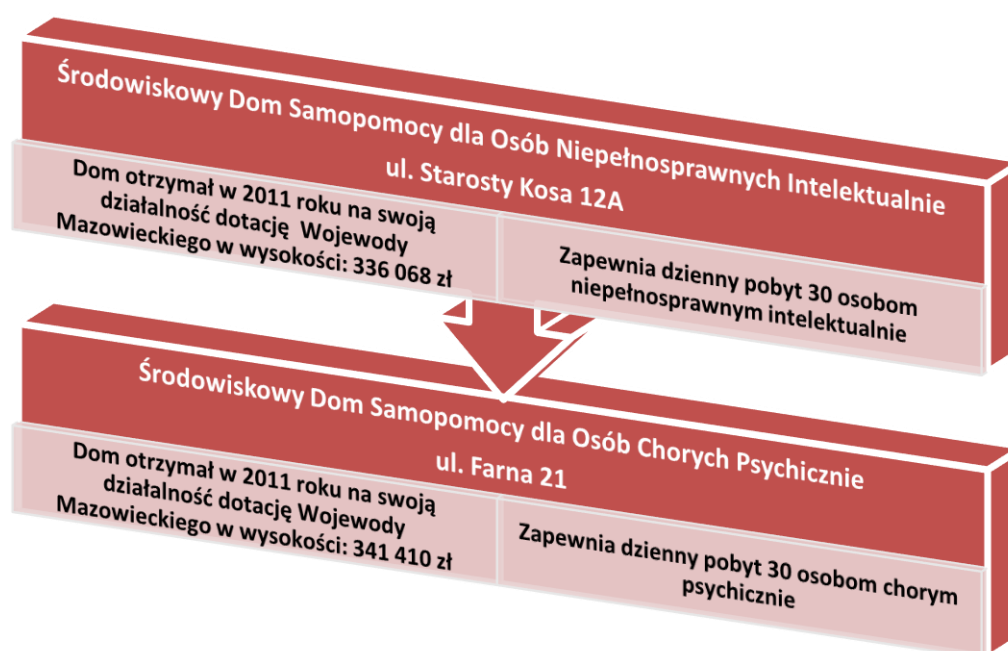 Środowiskowy Dom Samopomocy dla Osób Niepełnosprawnych Intelektualnie
ul. Starosty Kosa 12A
Dom otrzymał w 2011 roku na swoją
działalność dotację Wojewody
Mazowieckiego w wysokości: 336 068 zł
Zapewnia dzienny pobyt 30 osobom
niepełnosprawnym intelektualnie
Środowiskowy Dom Samopomocy dla Osób Chorych Psychicznie
ul. Farna 21
Dom otrzymał w 2011 roku na swoją
działalność dotację Wojewody
Mazowieckiego w wysokości: 341 410 zł
Zapewnia dzienny pobyt 30 osobom chorym
psychicznie